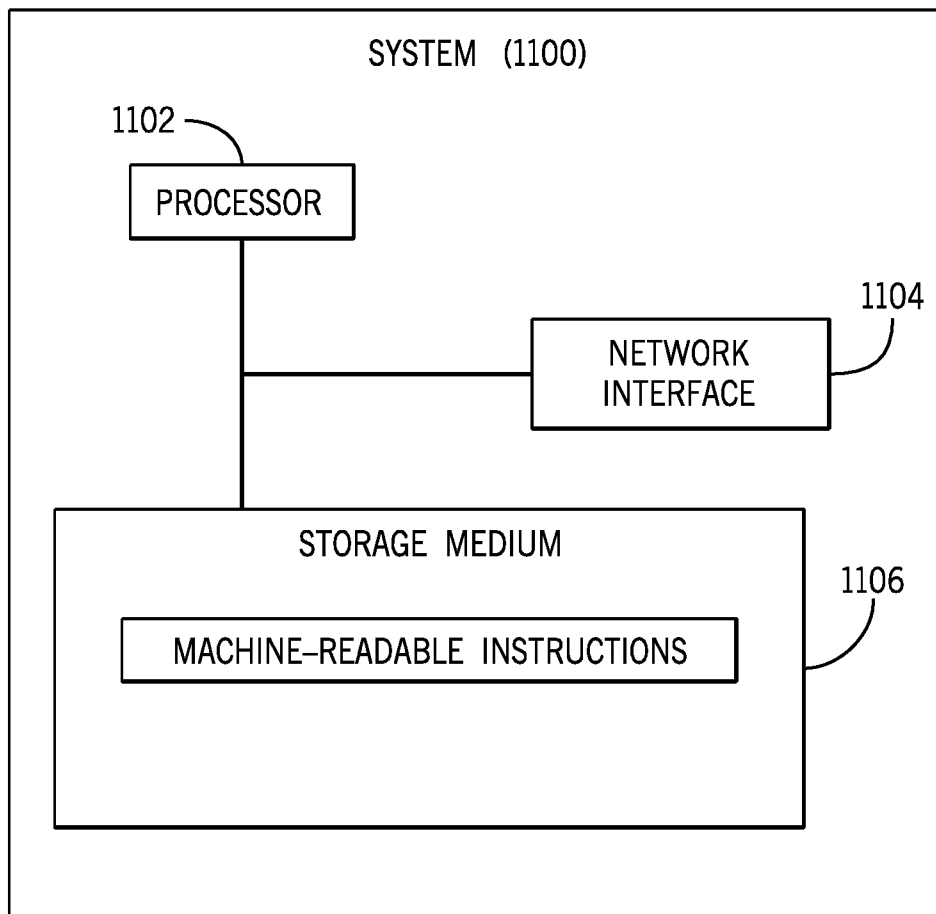 SYSTEM (1100)
1102
PROCESSOR
1104
NETWORK
INTERFACE
STORAGE MEDIUM
1106
MACHINE–READABLE INSTRUCTIONS